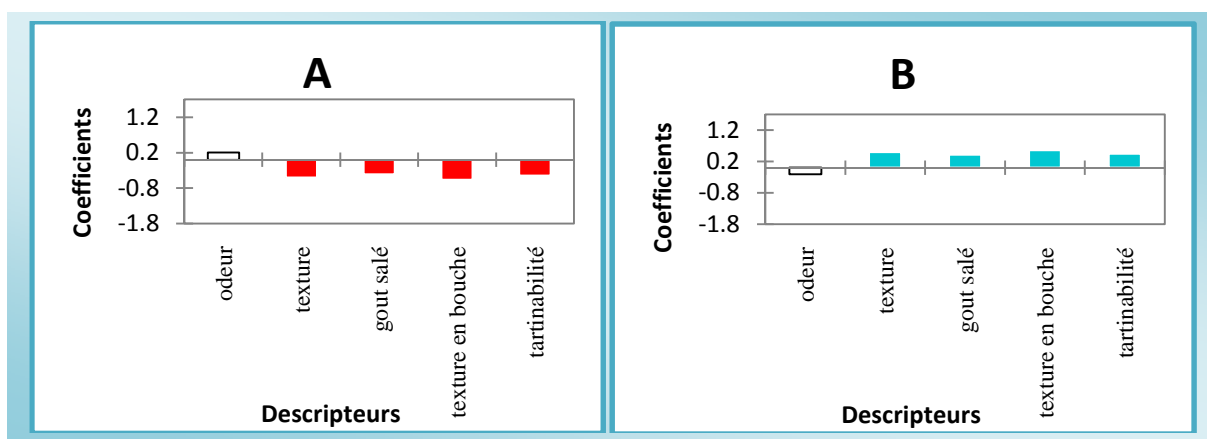 A
Coefficients
1.2
0.2
-0.8
-1.8
odeur
texture
gout salé
texture en bouche
tartinabilité
Descripteurs
B
Coefficients
1.2
0.2
-0.8
-1.8
odeur
texture
gout salé
texture en bouche
tartinabilité
Descripteurs